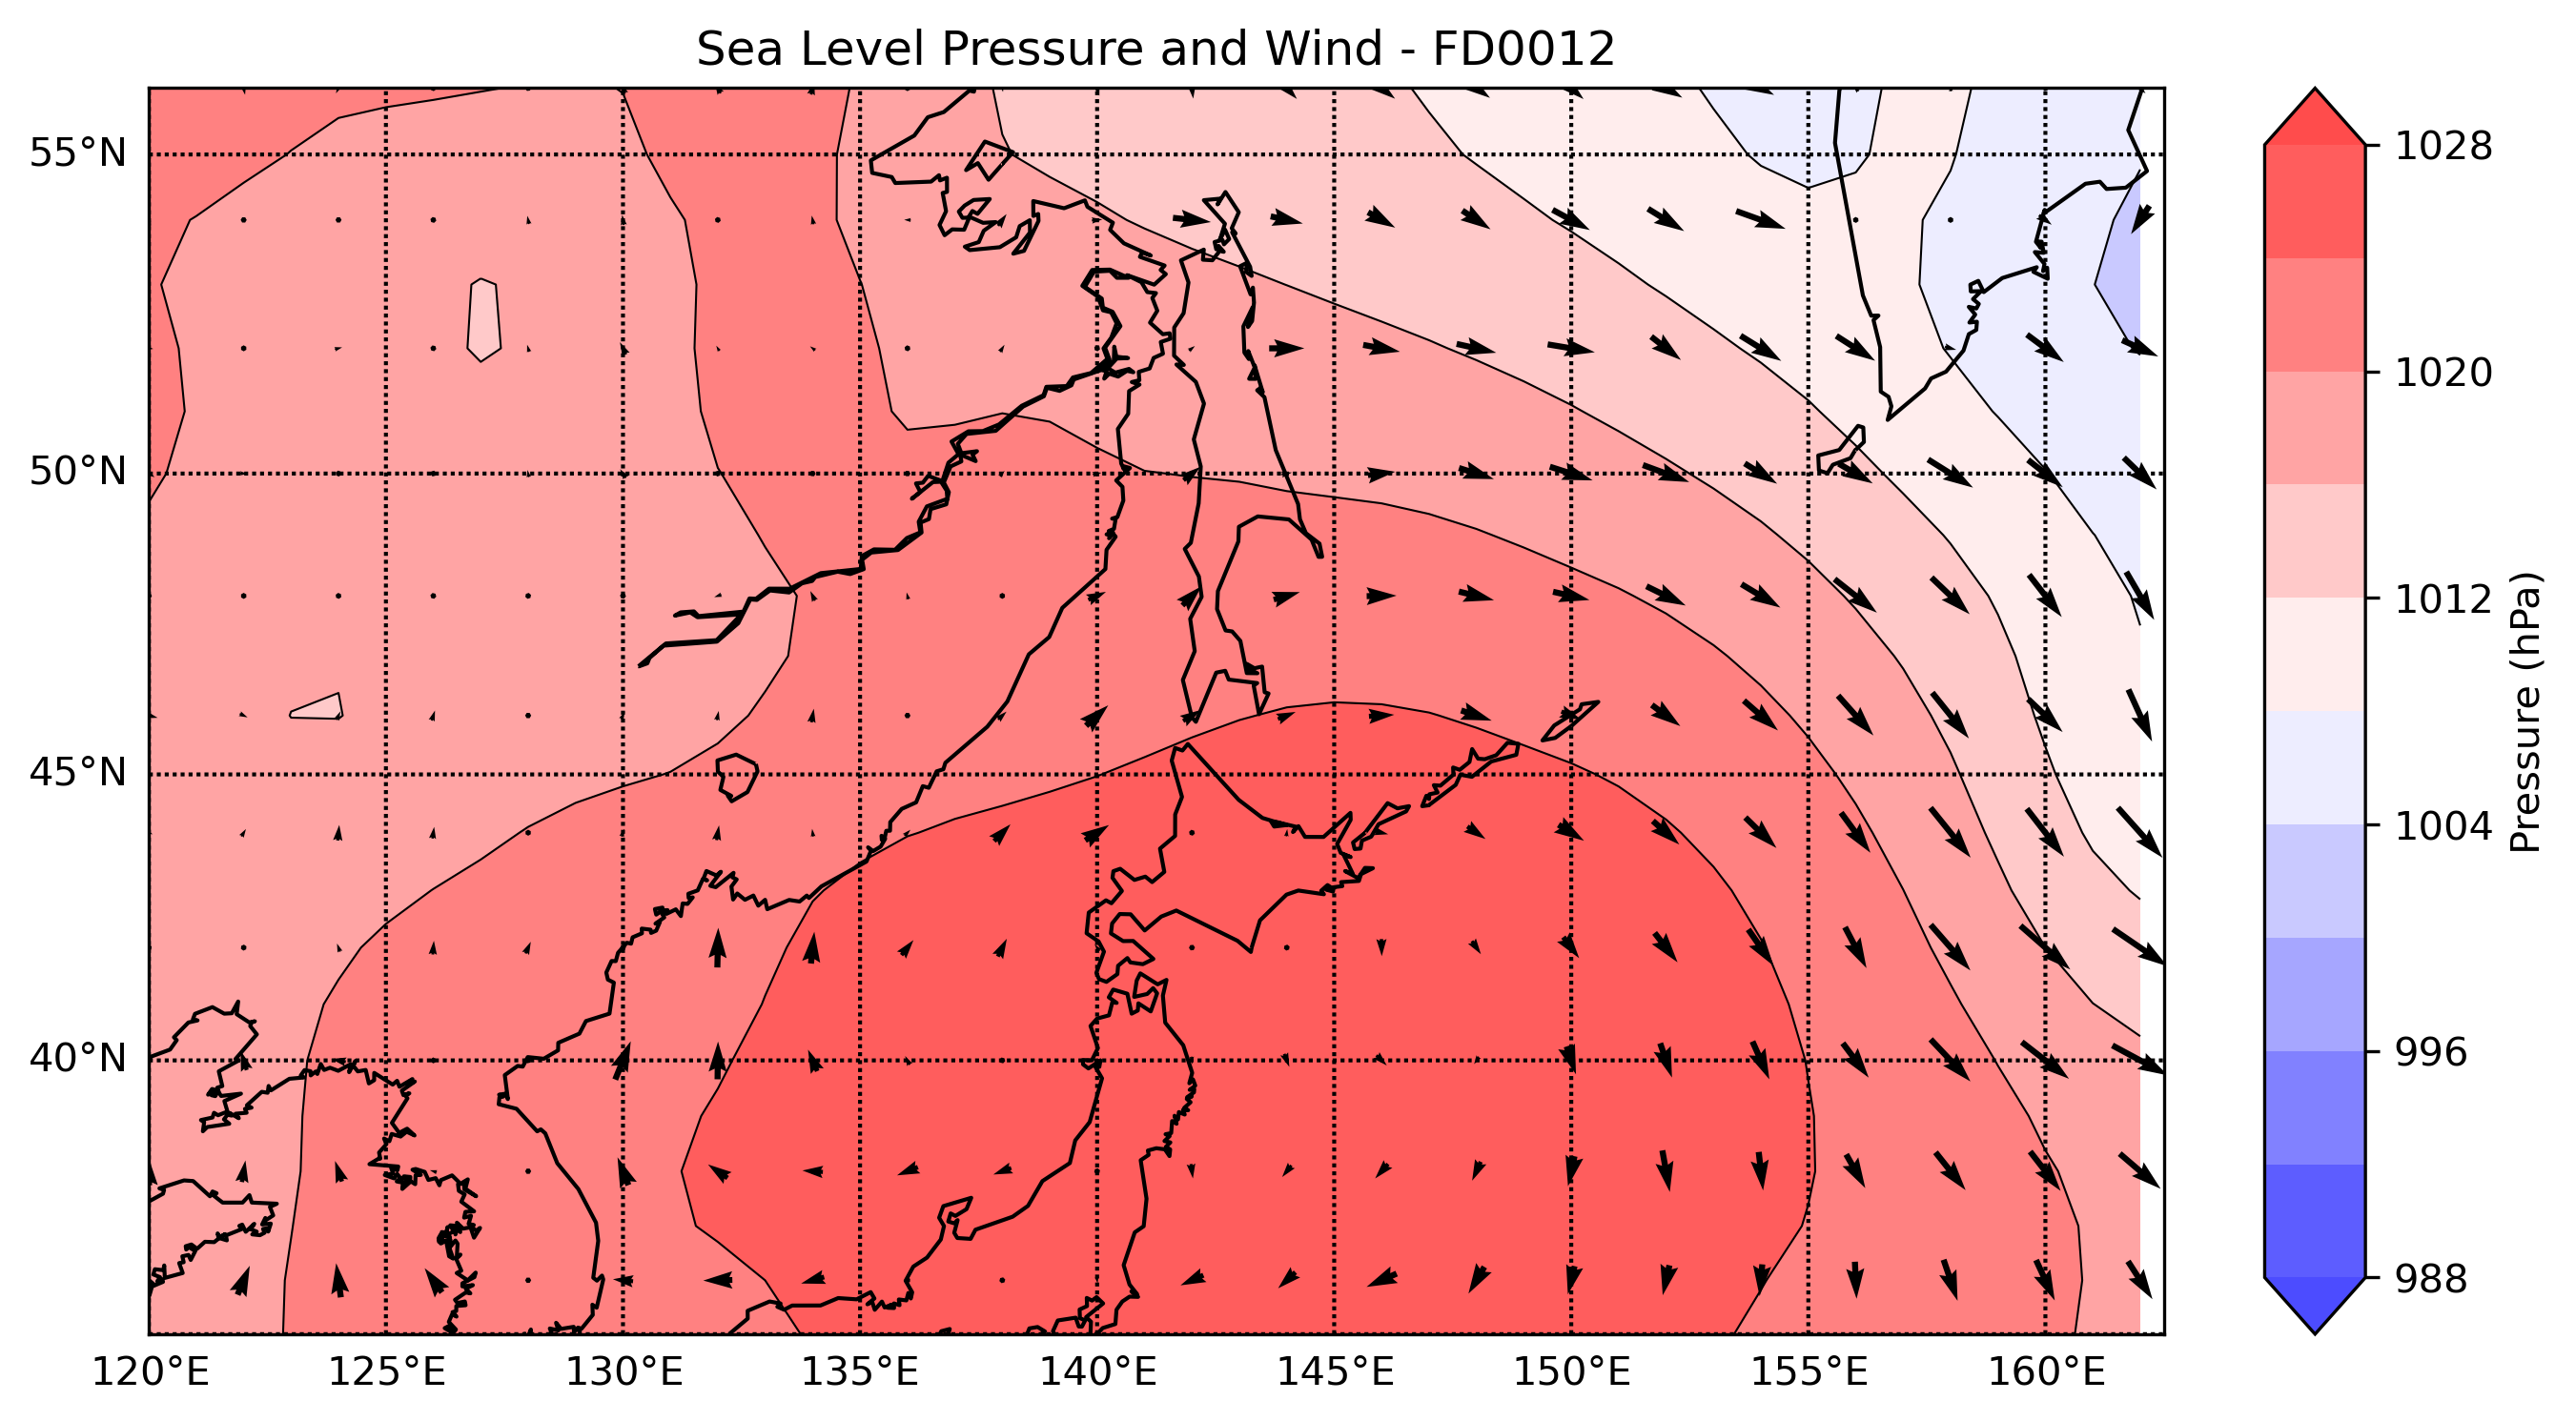 Sea Level Pressure and Wind - FD0012
55°N
50°N
45°N
40°N
120°E 125°E 130°E 135°E 140°E 145°E 150°E 155°E 160°E
1028
1020
1012
1004
996
988
Pressure (hPa)